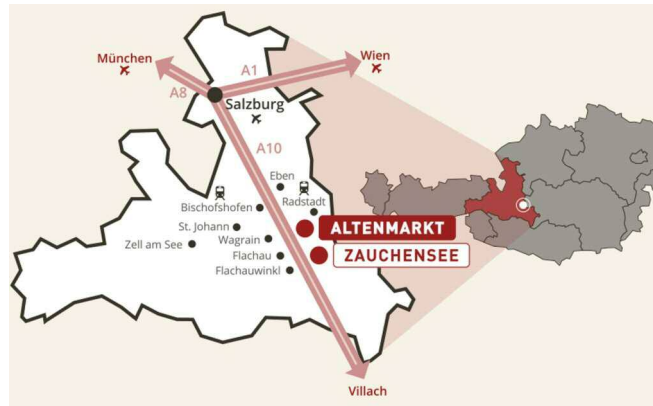 München
A1
Wien
A8
Salzburg
A10
Eben
Radstadt
Bischofshofen
St. Johann
ALTENMARKT
Wagrain
Zell am See
Flachau
ZAUCHENSEE
Flachauwinkl
Villach